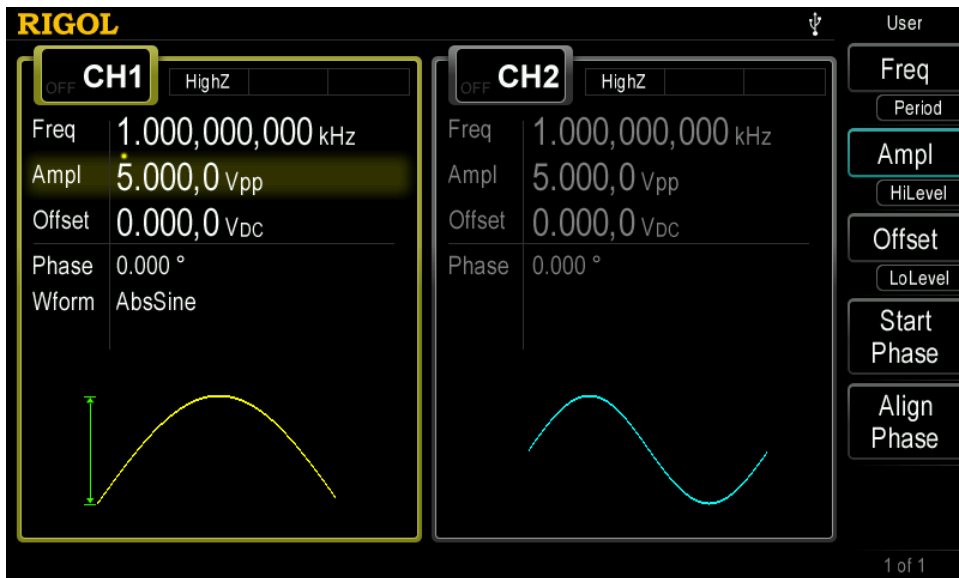 RIGOL
User
OFF CH1 HighZ
Freq 1.000,000,000 kHz
Ampl 5.000,0 Vpp
Offset 0.000,0 VDC
Phase 0.000 °
Wform AbsSine
OFF CH2 HighZ
Freq 1.000,000,000 kHz
Ampl 5.000,0 Vpp
Offset 0.000,0 VDC
Phase 0.000 °
Freq
Period
Ampl
HiLevel
Offset
LoLevel
Start
Phase
Align
Phase
1 of 1